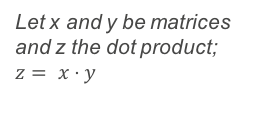 Let x and y be matrices
and z the dot product;
z = x · y